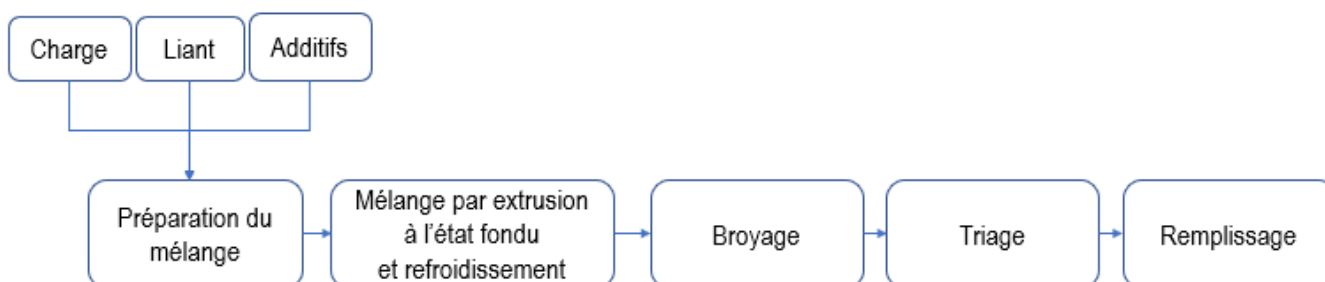 Charge
Liant
Additifs
Préparation du
mélange
Mélange par extrusion
à l’état fondu
et refroidissement
Broyage
Triage
Remplissage